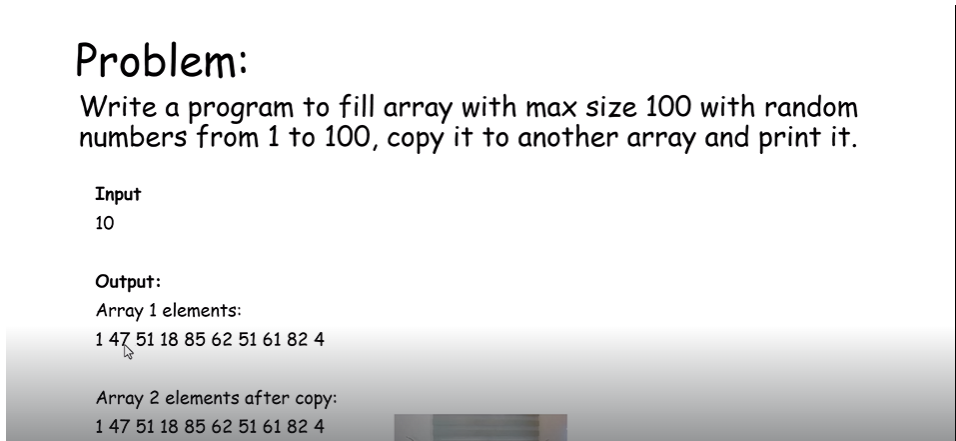 Problem:
Write a program to fill array with max size 100 with random
numbers from 1 to 100, copy it to another array and print it.
Input
10
Output:
Array 1 elements:
1 47 51 18 85 62 51 61 82 4
Array 2 elements after copy:
1 47 51 18 85 62 51 61 82 4